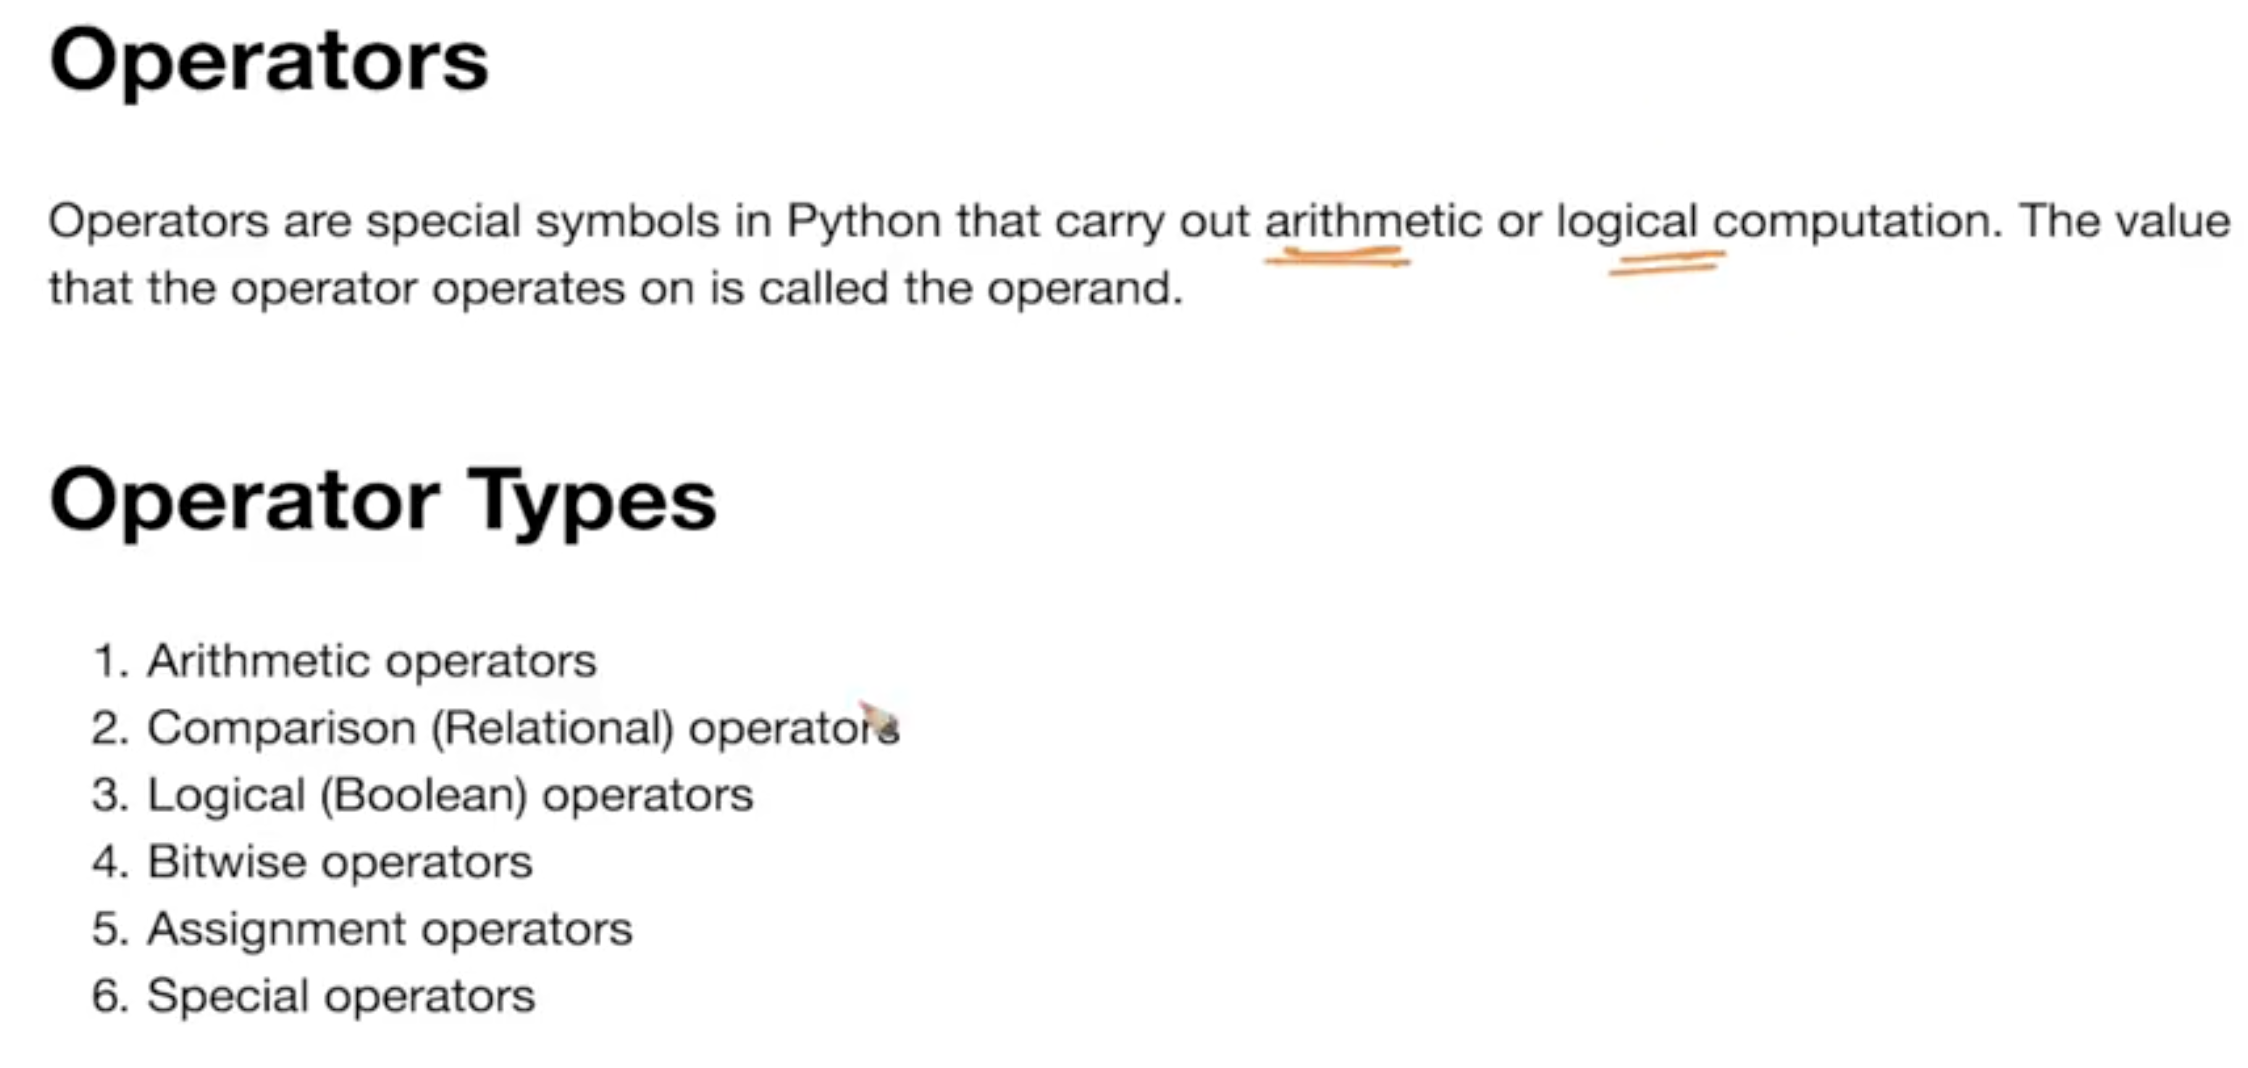 Operators
Operators are special symbols in Python that carry out arithmetic or logical computation. The value
that the operator operates on is called the operand.
Operator Types
1. Arithmetic operators
2. Comparison (Relational) operators
3. Logical (Boolean) operators
4. Bitwise operators
5. Assignment operators
6. Special operators